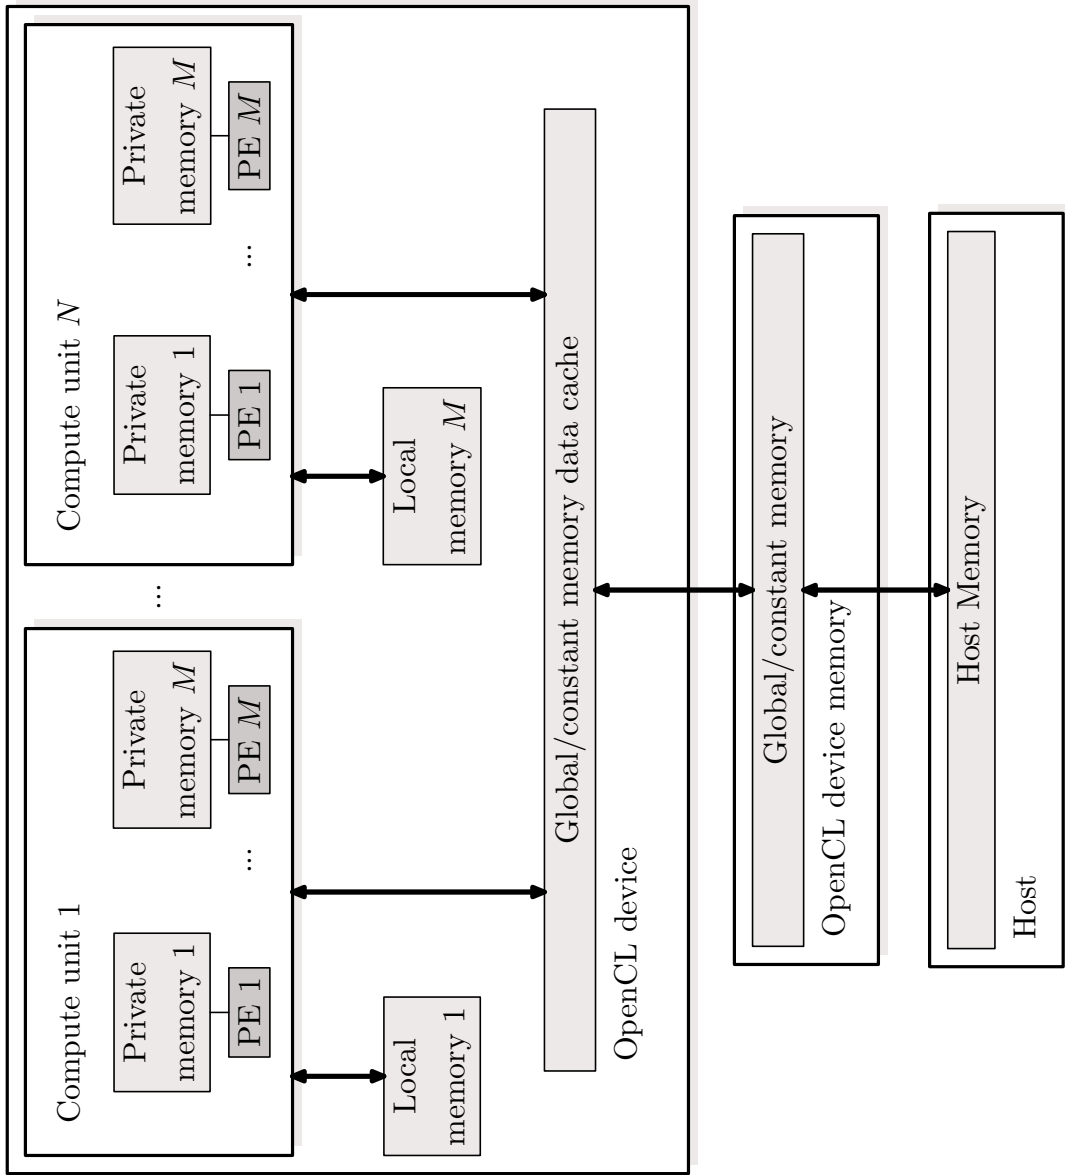 Compute unit 1
Private
memory 1
PE 1
...
Private
memory M
PE M
...
Compute unit N
Private
memory 1
PE 1
...
Private
memory M
PE M
Local
memory 1
Local
memory M
Global/constant memory data cache
OpenCL device
Global/constant memory
OpenCL device memory
Host Memory
Host